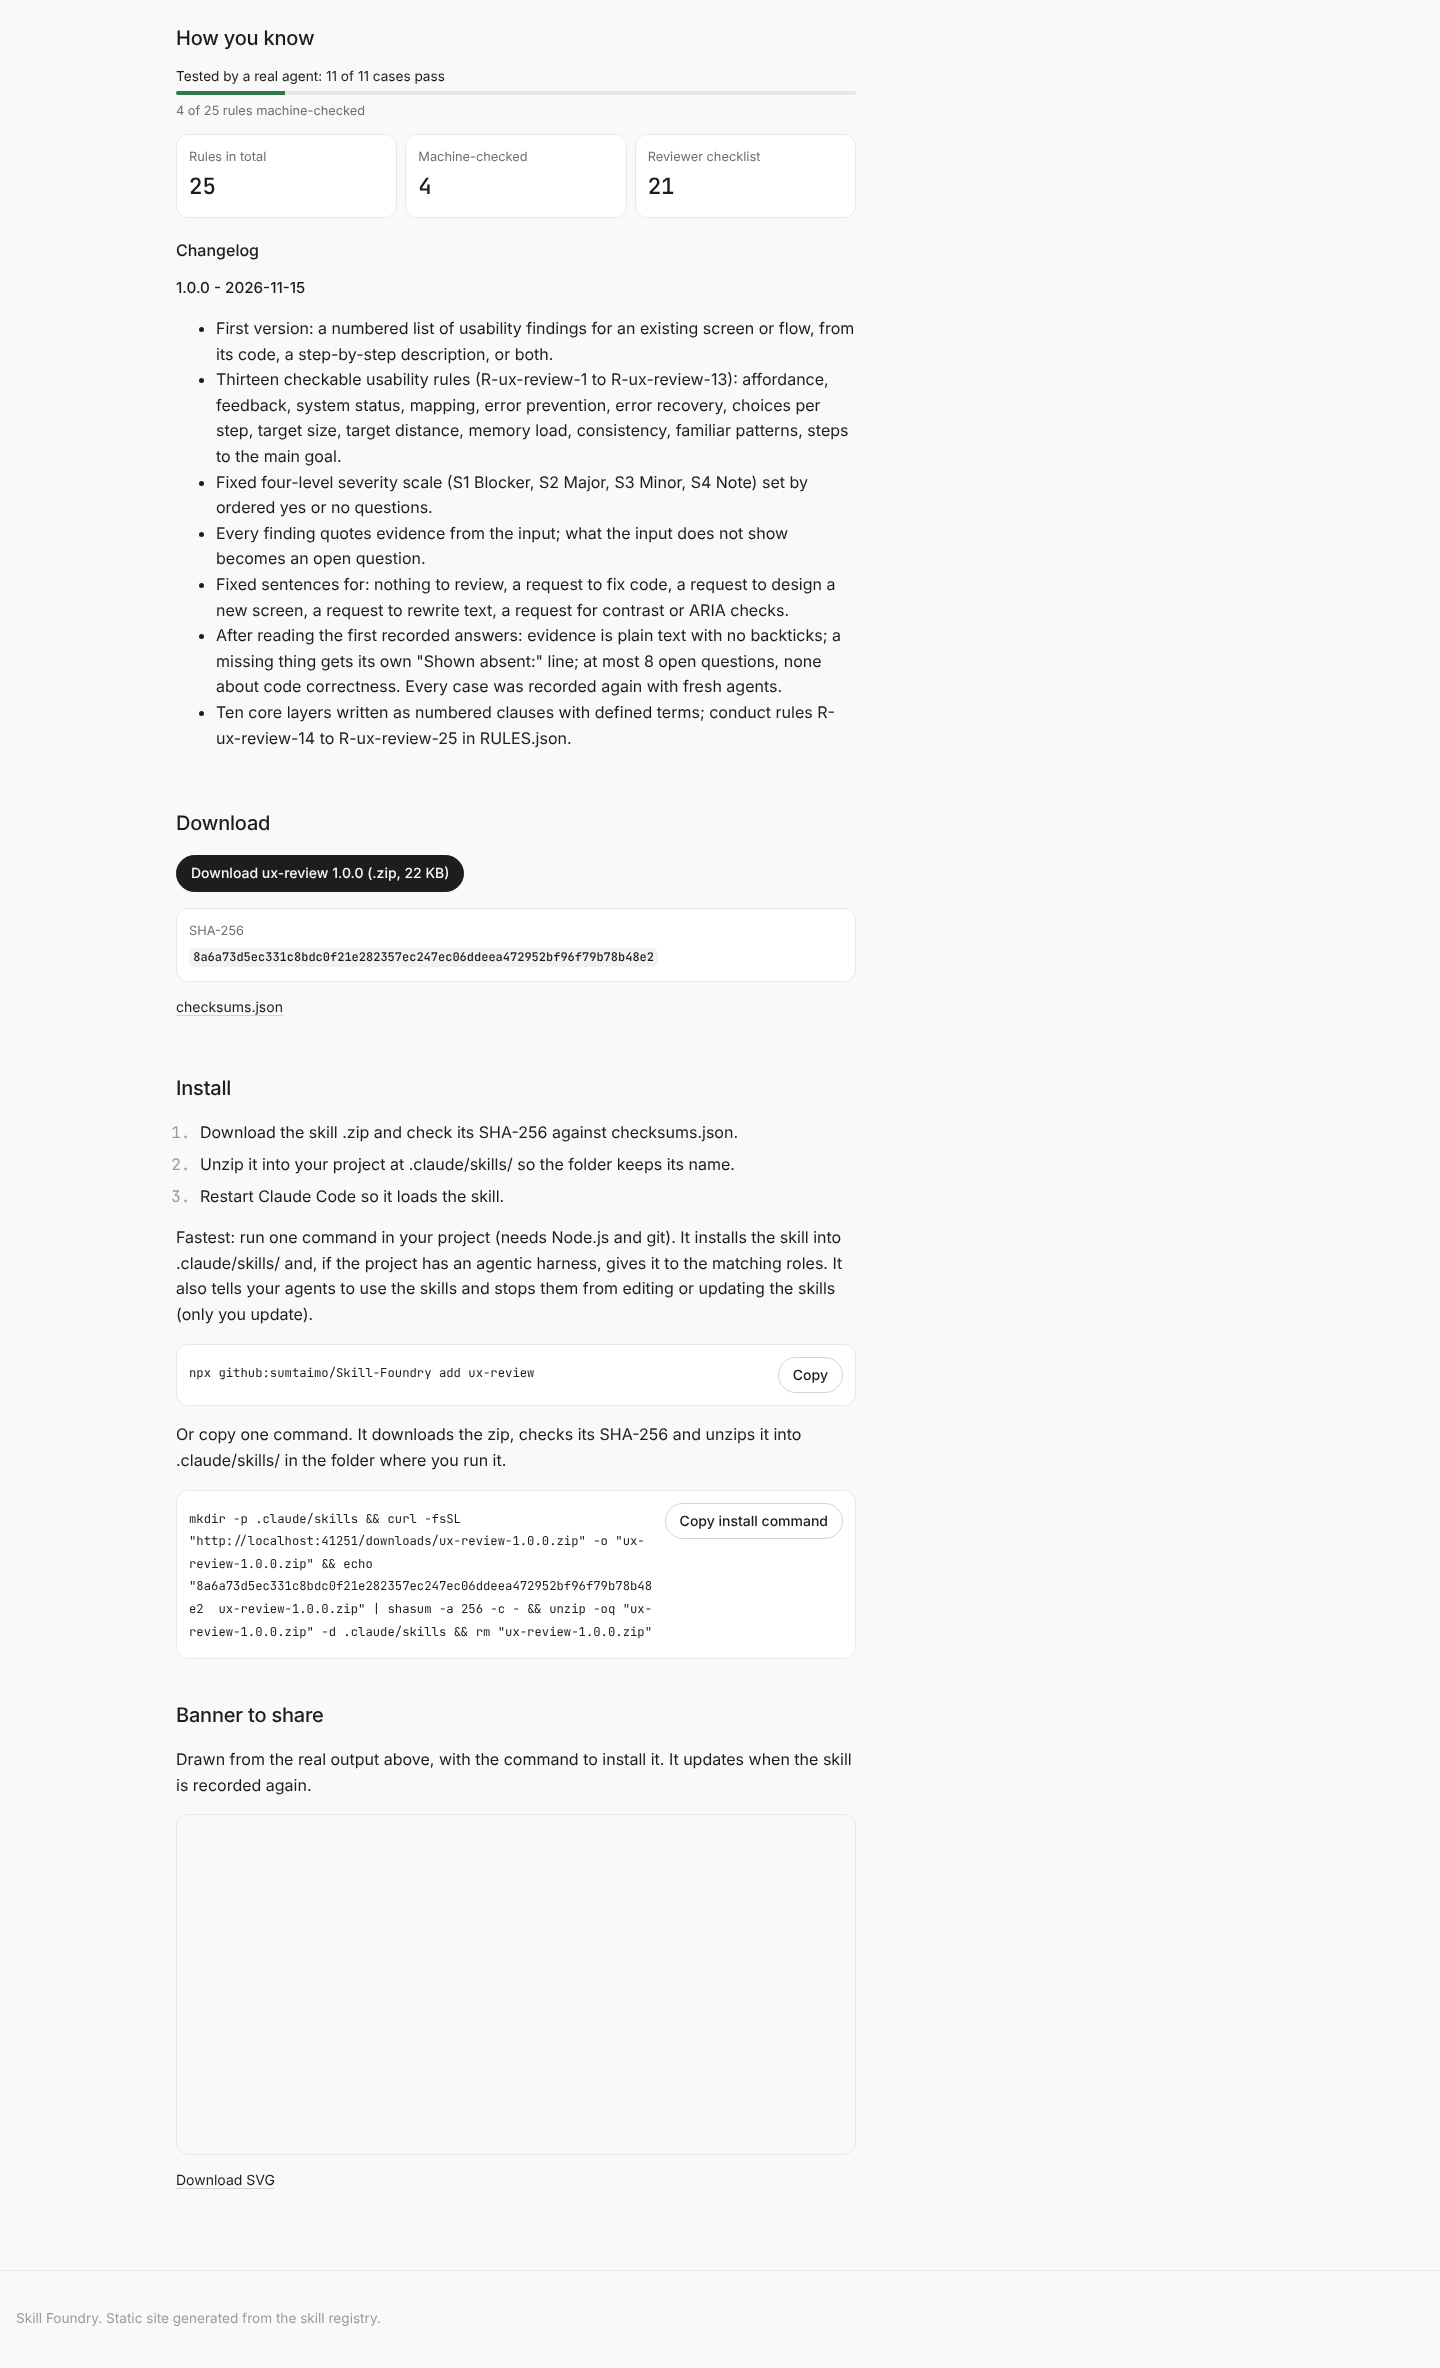 How you know
Tested by a real agent: 11 of 11 cases pass
4 of 25 rules machine-checked
Rules in total
25
Machine-checked
4
Reviewer checklist
21
Changelog
1.0.0 - 2026-11-15
• First version: a numbered list of usability findings for an existing screen or flow, from
its code, a step-by-step description, or both.
• Thirteen checkable usability rules (R-ux-review-1 to R-ux-review-13): affordance,
feedback, system status, mapping, error prevention, error recovery, choices per
step, target size, target distance, memory load, consistency, familiar patterns, steps
to the main goal.
• Fixed four-level severity scale (S1 Blocker, S2 Major, S3 Minor, S4 Note) set by
ordered yes or no questions.
• Every finding quotes evidence from the input; what the input does not show
becomes an open question.
• Fixed sentences for: nothing to review, a request to fix code, a request to design a
new screen, a request to rewrite text, a request for contrast or ARIA checks.
• After reading the first recorded answers: evidence is plain text with no backticks; a
missing thing gets its own "Shown absent:" line; at most 8 open questions, none
about code correctness. Every case was recorded again with fresh agents.
• Ten core layers written as numbered clauses with defined terms; conduct rules R-
ux-review-14 to R-ux-review-25 in RULES.json.
Download
Download ux-review 1.0.0 (.zip, 22 KB)
SHA-256
8a6a73d5ec331c8bdc0f21e282357ec247ec06ddeea472952bf96f79b78b48e2
checksums.json
Install
1. Download the skill .zip and check its SHA-256 against checksums.json.
2. Unzip it into your project at .claude/skills/ so the folder keeps its name.
3. Restart Claude Code so it loads the skill.
Fastest: run one command in your project (needs Node.js and git). It installs the skill into
.claude/skills/ and, if the project has an agentic harness, gives it to the matching roles. It
also tells your agents to use the skills and stops them from editing or updating the skills
(only you update).
npx github:sumtaimo/Skill-Foundry add ux-review
Copy
Or copy one command. It downloads the zip, checks its SHA-256 and unzips it into
.claude/skills/ in the folder where you run it.
mkdir -p .claude/skills && curl -fsSL
"http://localhost:41251/downloads/ux-review-1.0.0.zip" -o "ux-
review-1.0.0.zip" && echo
"8a6a73d5ec331c8bdc0f21e282357ec247ec06ddeea472952bf96f79b78b48
e2  ux-review-1.0.0.zip" | shasum -a 256 -c - && unzip -oq "ux-
review-1.0.0.zip" -d .claude/skills && rm "ux-review-1.0.0.zip"
Copy install command
Banner to share
Drawn from the real output above, with the command to install it. It updates when the skill
is recorded again.
Download SVG
Skill Foundry. Static site generated from the skill registry.